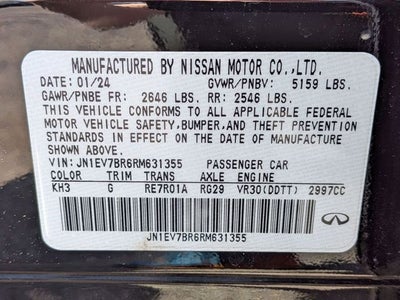 MANUFACTURED BY NISSAN MOTOR CO.,LTD.
DATE: 01/24 GVWR/PNBV: 5159 LBS.
GAWR/PNBE FR: 2646 LBS. RR: 2546 LBS.
THIS VEHICLE CONFORMS TO ALL APPLICABLE FEDERAL
MOTOR VEHICLE SAFETY,BUMPER,AND THEFT PREVENTION
STANDARDS IN EFFECT ON THE DATE OF MANUFACTURE
SHOWN ABOVE.
VIN:JN1EV7BR6RM631355 PASSENGER CAR
COLOR TRIM TRANS AXLE ENGINE
KH3 G RE7R01A RG29 VR30(DDTT) 2997CC
JN1EV7BR6RM631355